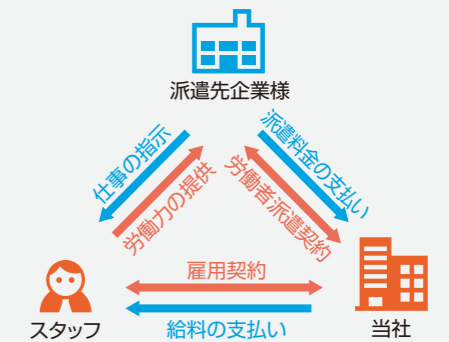 派遣先企業様
仕事の指示
労働力の提供
派遣料金の支払い
労働者派遣契約
雇用契約
給料の支払い
スタッフ
当社